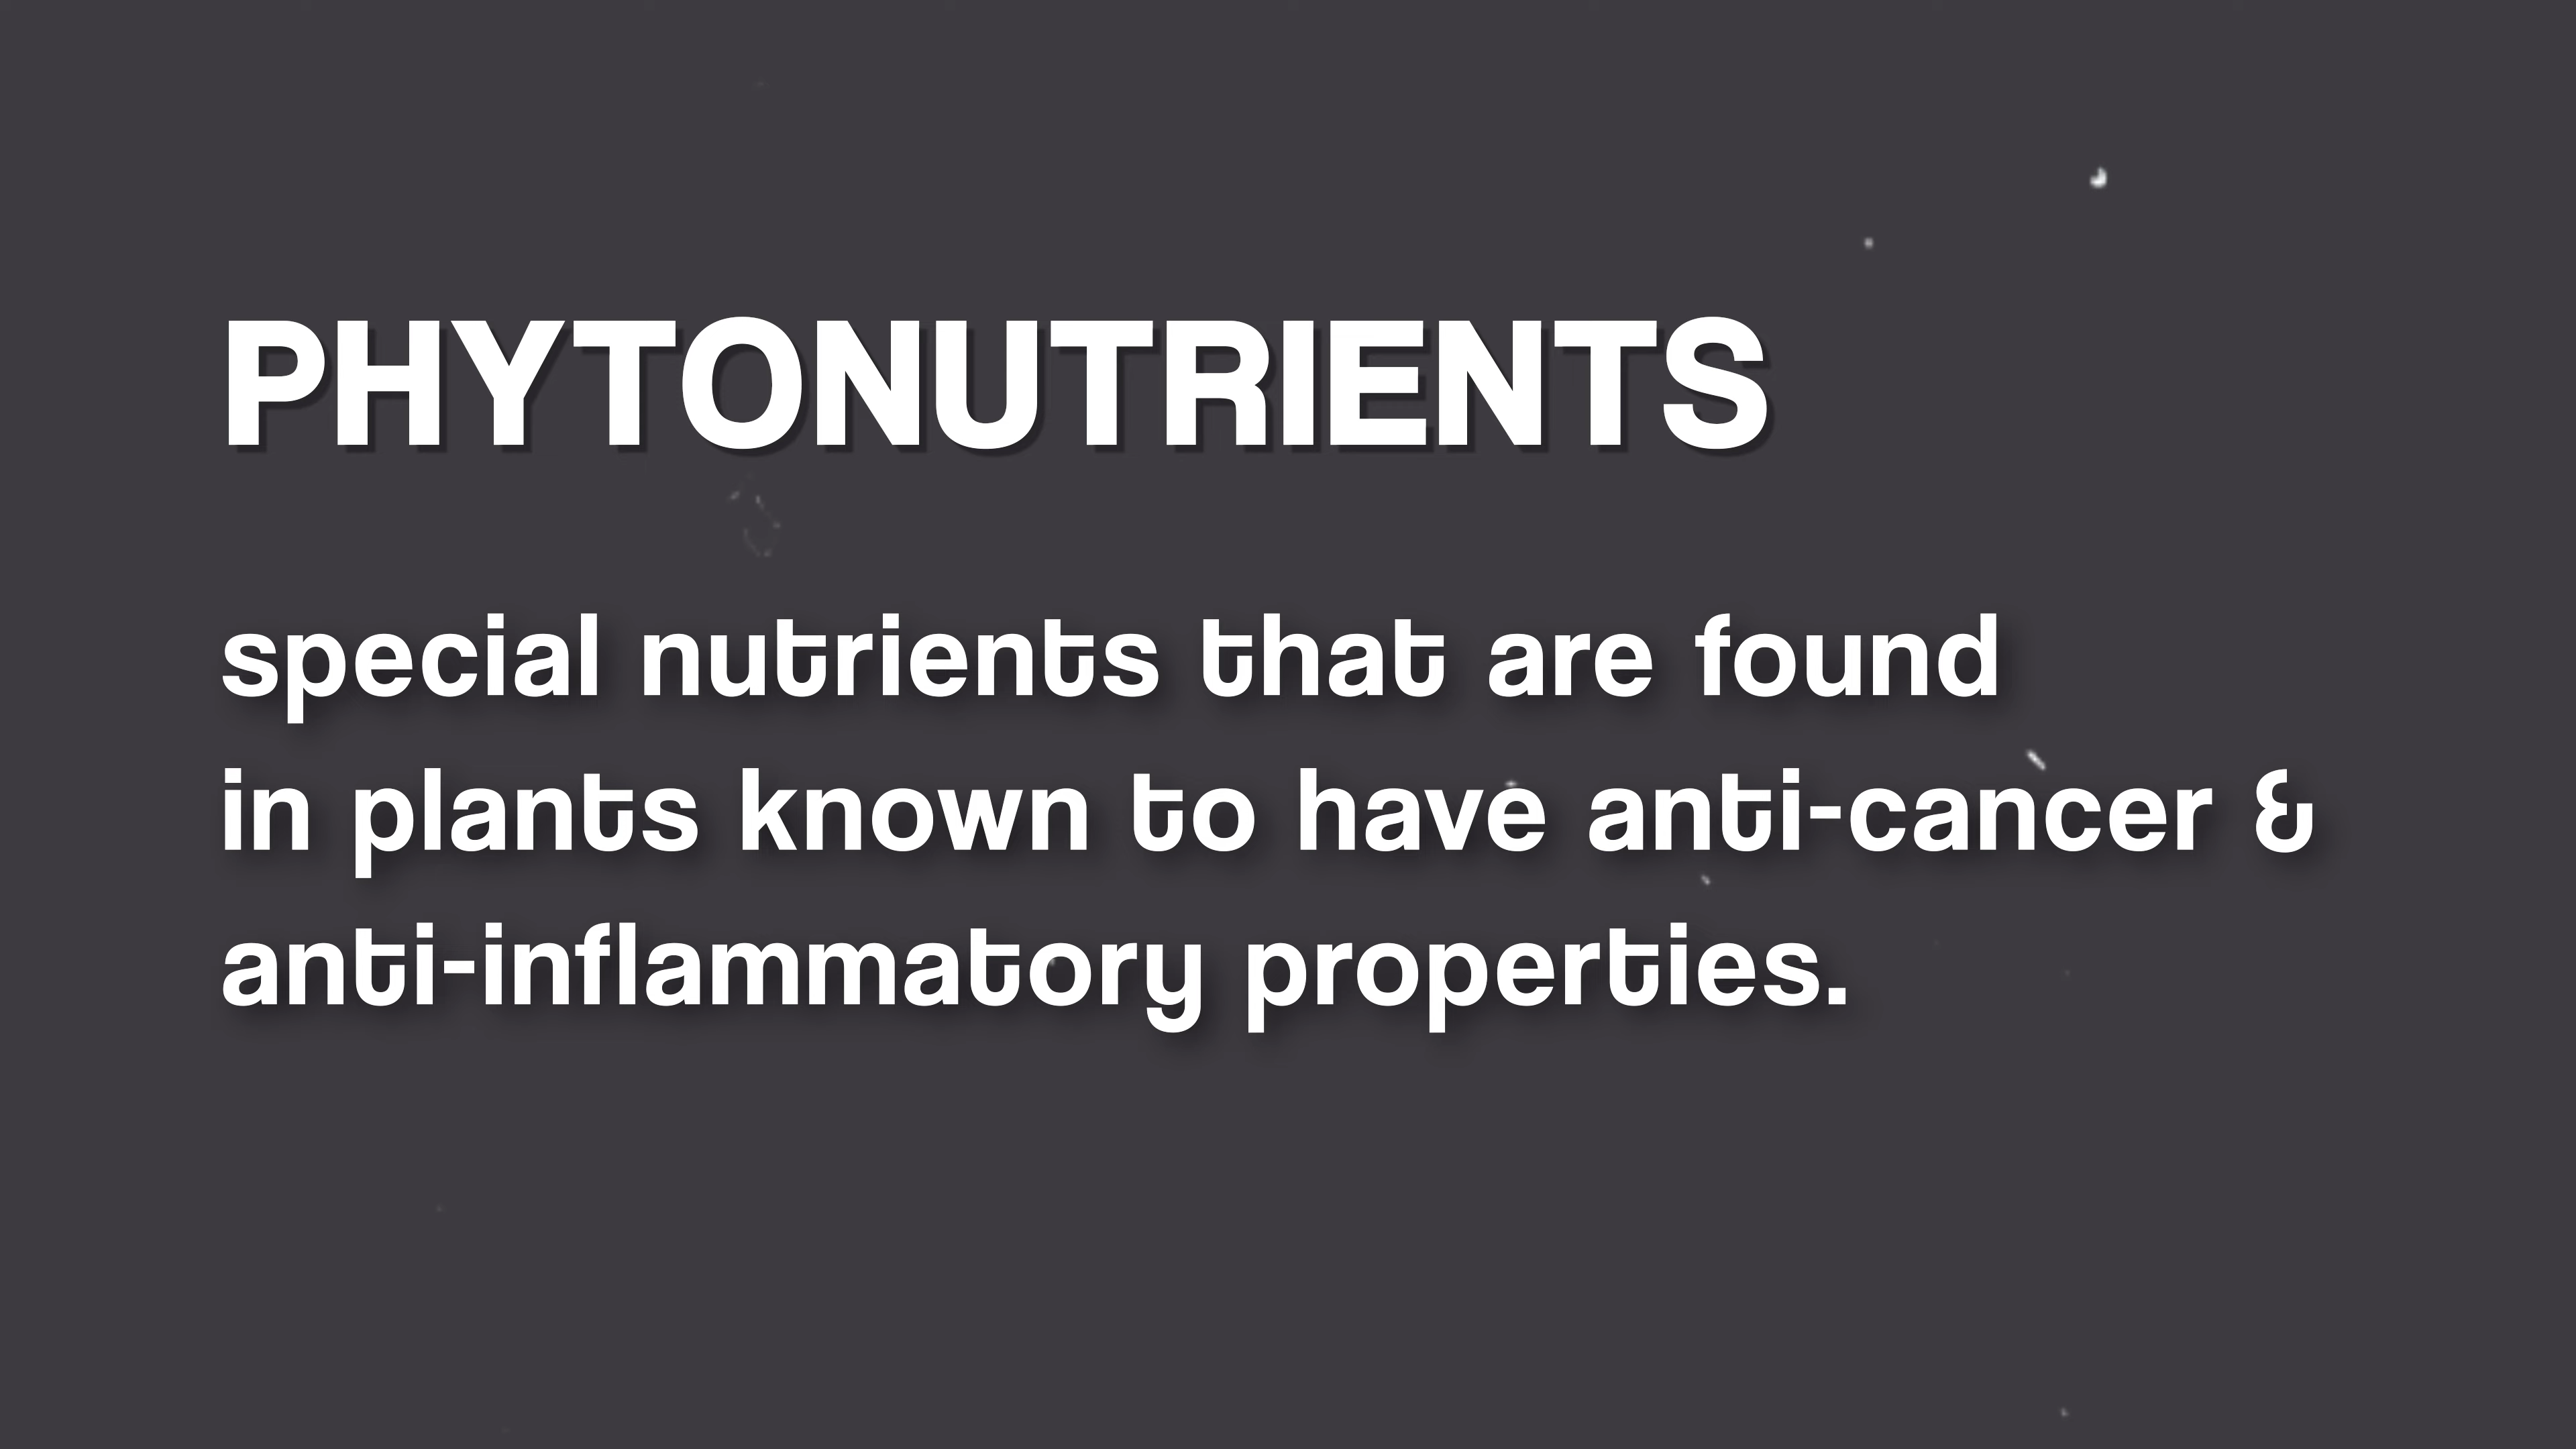 PHYTONUTRIENTS
special nutrients that are found
in plants known to have anti-cancer &
anti-inflammatory properties.